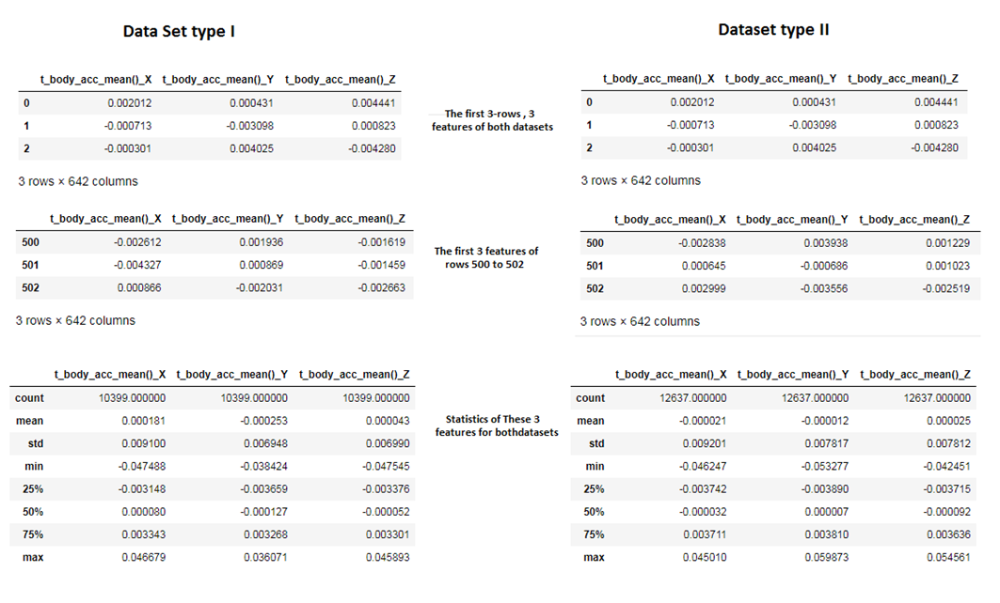 Data Set type I
t_body_acc_mean()_X t_body_acc_mean()_Y t_body_acc_mean()_Z
0 0.002012 0.000431 0.004441
1 -0.000713 -0.003098 0.000823
2 -0.000301 0.004025 -0.004280
3 rows × 642 columns
t_body_acc_mean()_X t_body_acc_mean()_Y t_body_acc_mean()_Z
500 -0.002612 0.001936 -0.001619
501 -0.004327 0.000869 -0.001459
502 0.000866 -0.002031 -0.002663
3 rows × 642 columns
t_body_acc_mean()_X t_body_acc_mean()_Y t_body_acc_mean()_Z
count 10399.000000 10399.000000 10399.000000
mean 0.000181 -0.000253 0.000043
std 0.009100 0.006948 0.006990
min -0.047488 -0.038424 -0.047545
25% -0.003148 -0.003659 -0.003376
50% 0.000080 -0.000127 -0.000052
75% 0.003343 0.003268 0.003301
max 0.046679 0.036071 0.045893
The first 3-rows , 3
features of both datasets
The first 3 features of
rows 500 to 502
Statistics of These 3
features for bothdatasets
Dataset type II
t_body_acc_mean()_X t_body_acc_mean()_Y t_body_acc_mean()_Z
0 0.002012 0.000431 0.004441
1 -0.000713 -0.003098 0.000823
2 -0.000301 0.004025 -0.004280
3 rows × 642 columns
t_body_acc_mean()_X t_body_acc_mean()_Y t_body_acc_mean()_Z
500 -0.002838 0.003938 0.001229
501 0.000645 -0.000686 0.001023
502 0.002999 -0.003556 -0.002519
3 rows × 642 columns
t_body_acc_mean()_X t_body_acc_mean()_Y t_body_acc_mean()_Z
count 12637.000000 12637.000000 12637.000000
mean -0.000021 -0.000012 0.000025
std 0.009201 0.007817 0.007812
min -0.046247 -0.053277 -0.042451
25% -0.003742 -0.003890 -0.003715
50% -0.000032 0.000007 -0.000092
75% 0.003711 0.003810 0.003636
max 0.045010 0.059873 0.054561